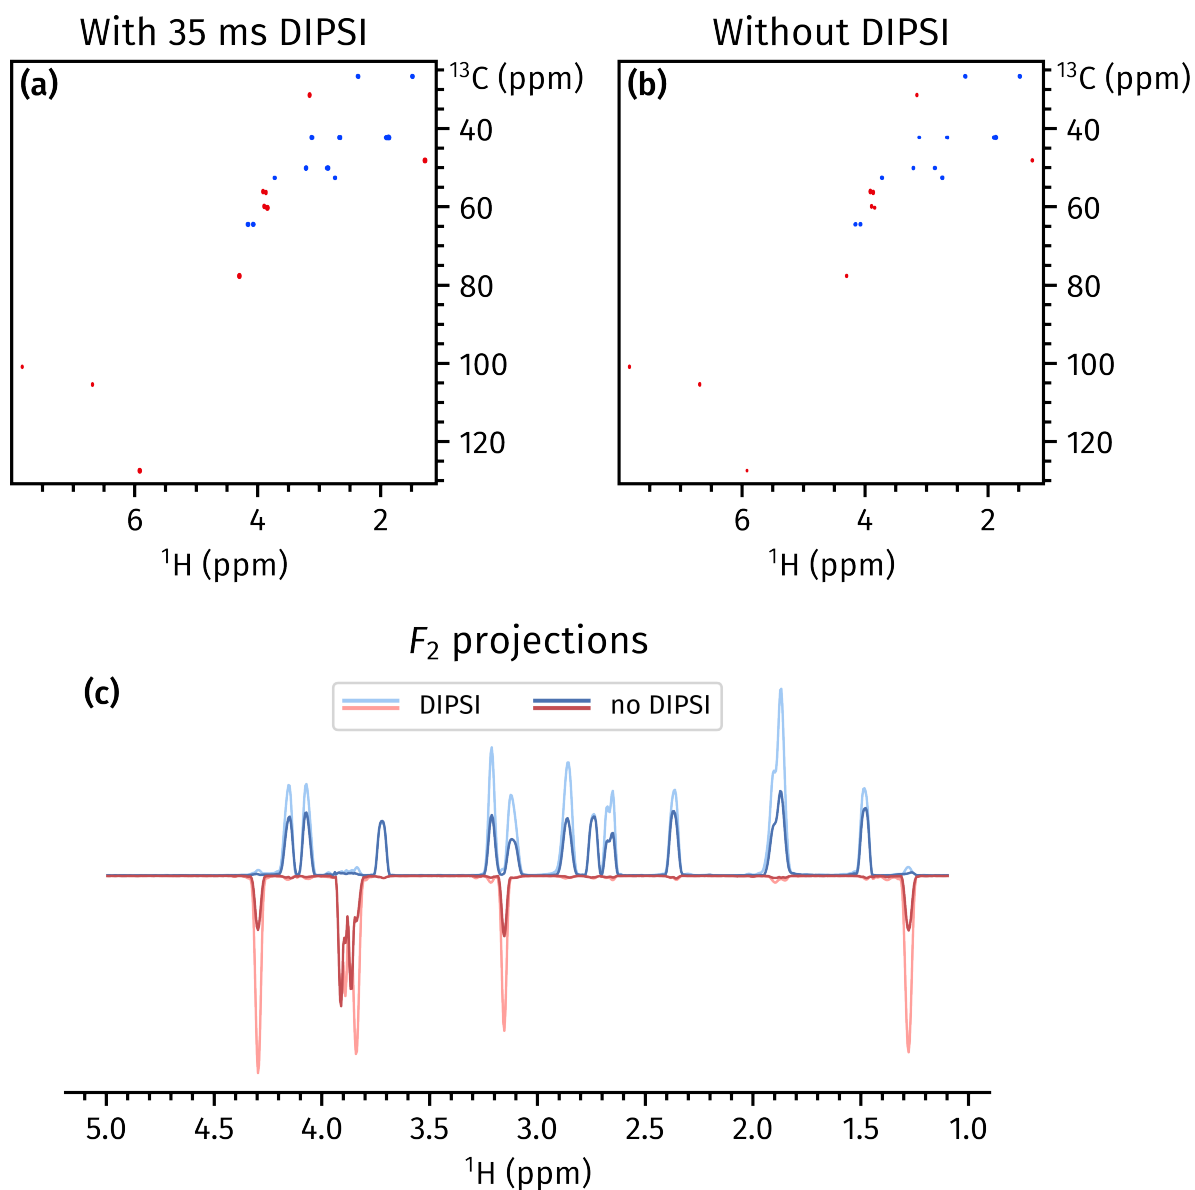 With 35 ms DIPSI
Without DIPSI
(a)
¹³C (ppm)
40
60
80
100
120
6 4 2
¹H (ppm)
(b)
¹³C (ppm)
40
60
80
100
120
6 4 2
¹H (ppm)
F₂ projections
(c)
DIPSI no DIPSI
5.0 4.5 4.0 3.5 3.0 2.5 2.0 1.5 1.0
¹H (ppm)